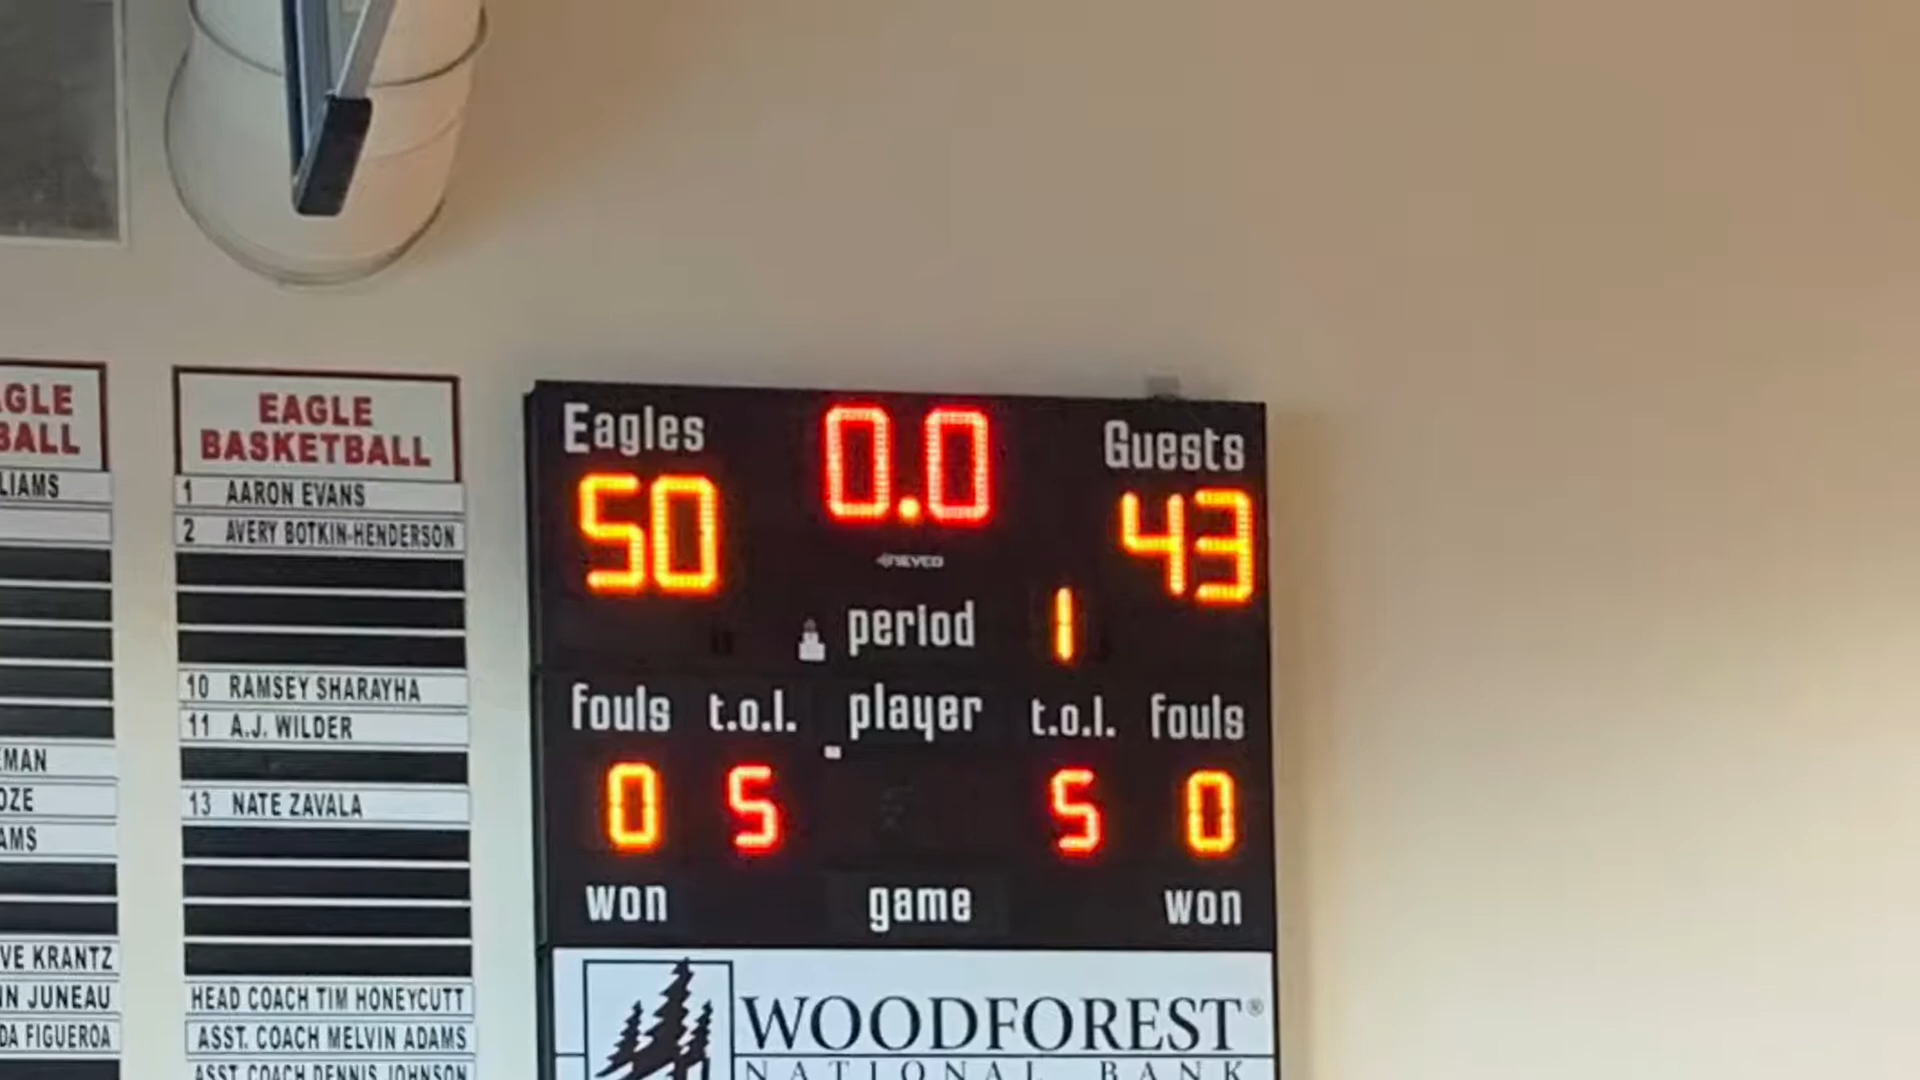 AGLE
BALL
LIAMS
EMAN
OZE
AMS
VE KRANTZ
IN JUNEAU
DA FIGUEROA
EAGLE
BASKETBALL
1 AARON EVANS
2 AVERY BOTKIN-HENDERSON
10 RAMSEY SHARAYHA
11 A.J. WILDER
13 NATE ZAVALA
HEAD COACH TIM HONEYCUTT
ASST. COACH MELVIN ADAMS
ASST. COACH DENNIS JOHNSON
Eagles 0.0 Guests
50 43
NEVCO
period 1
fouls t.o.l. player t.o.l. fouls
0 5 5 0
won game won
WOODFOREST®
NATIONAL BANK